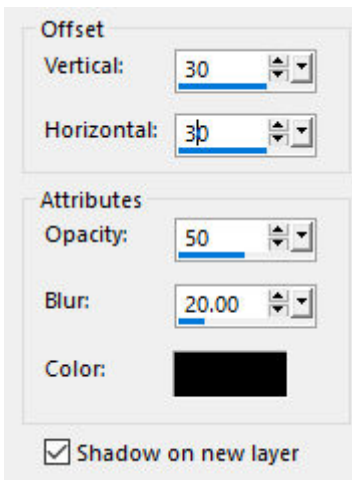 Offset
Vertical: 30
Horizontal: 30
Attributes
Opacity: 50
Blur: 20.00
Color:
Shadow on new layer